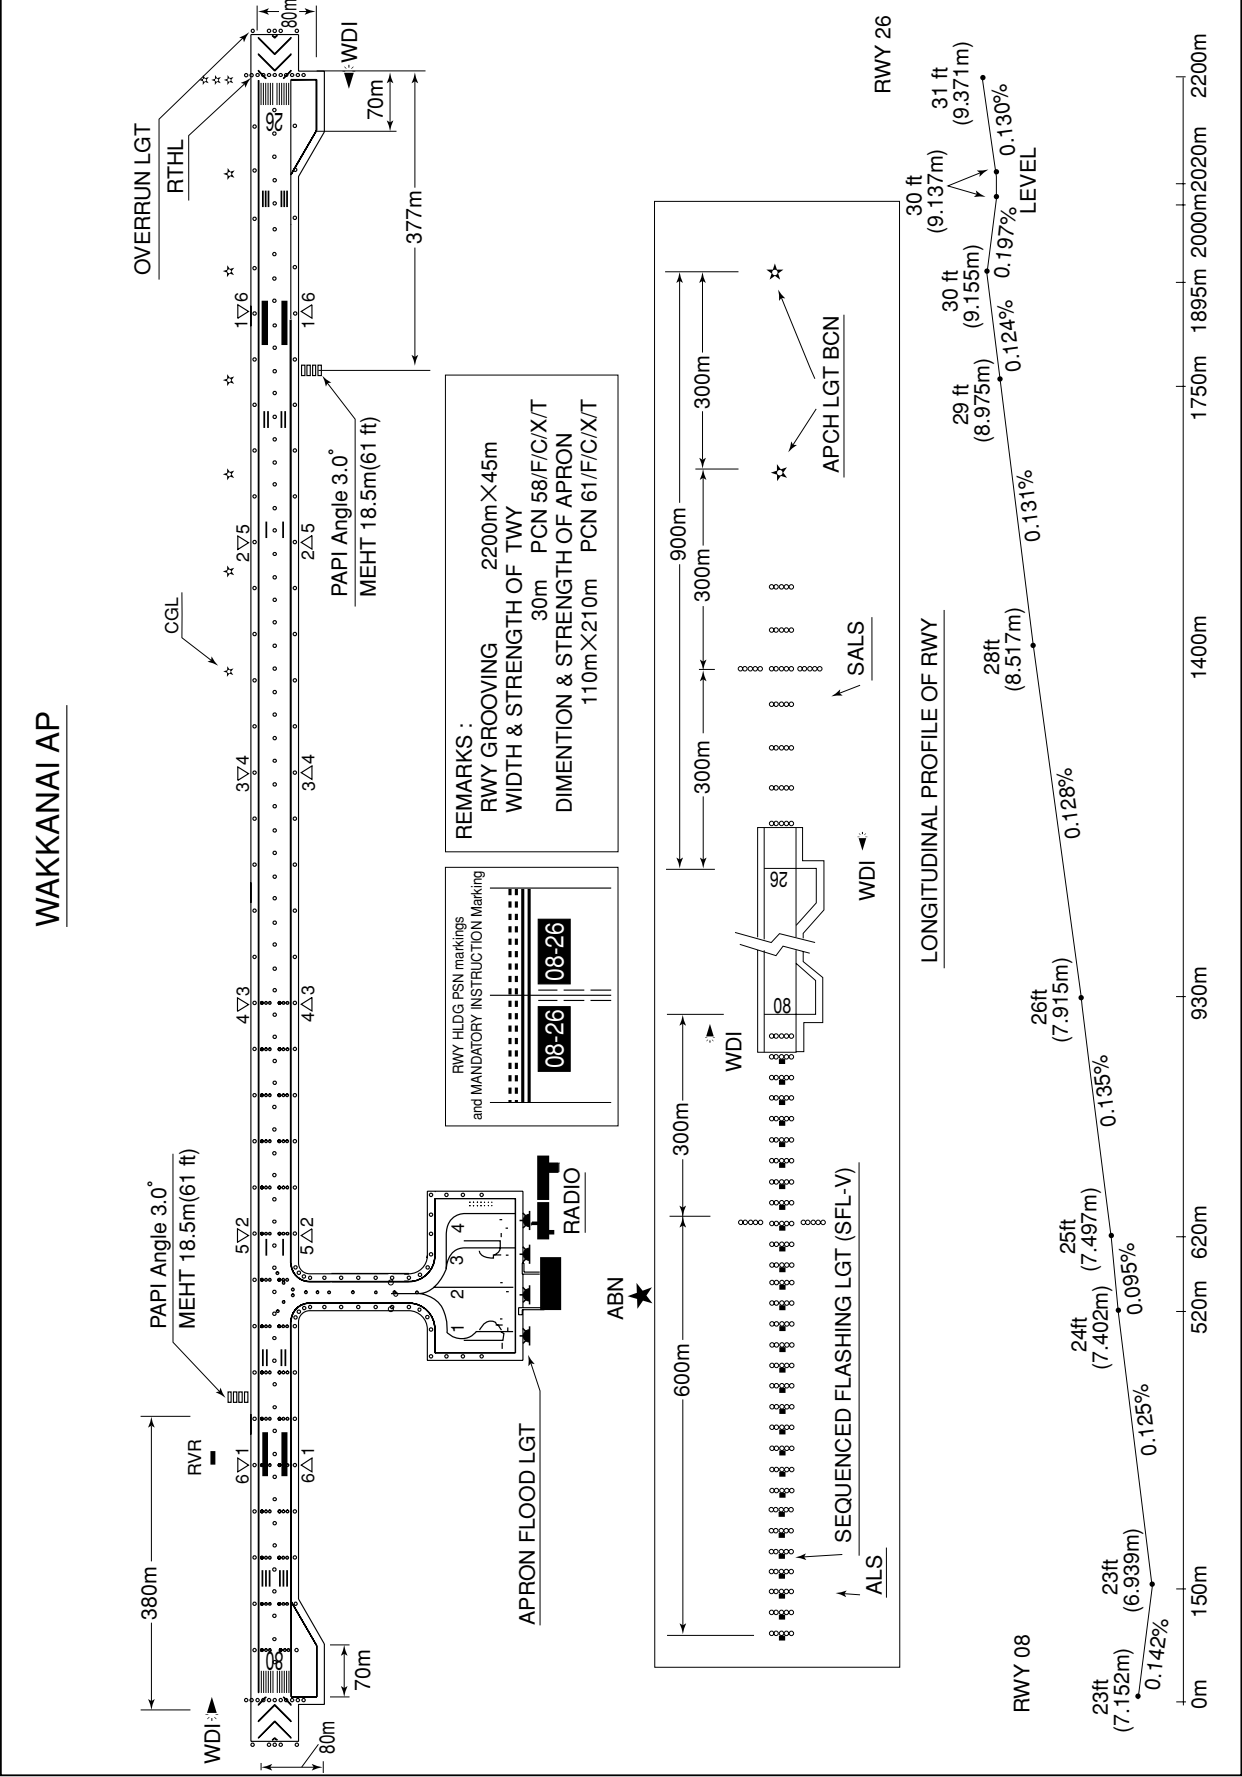 WAKKANAI AP
OVERRUN LGT
RTHL
80m
WDI
70m
377m
CGL
PAPI Angle 3.0°
MEHT 18.5m(61 ft)
PAPI Angle 3.0°
MEHT 18.5m(61 ft)
380m
RVR
WDI
80m
70m
08
26
6▽1
5▽2
4▽3
3▽4
2▽5
1▽6
6△1
5△2
4△3
3△4
2△5
1△6
1
2
3
4
APRON FLOOD LGT
RADIO
ABN
RWY HLDG PSN markings
and MANDATORY INSTRUCTION Marking
08-26
08-26
REMARKS :
RWY GROOVING 2200m×45m
WIDTH & STRENGTH OF TWY
30m PCN 58/F/C/X/T
DIMENTION & STRENGTH OF APRON
110m×210m PCN 61/F/C/X/T
600m
300m
900m
300m
300m
300m
WDI
08
26
WDI
ALS
SEQUENCED FLASHING LGT (SFL-V)
SALS
APCH LGT BCN
LONGITUDINAL PROFILE OF RWY
RWY 08
RWY 26
23ft
(7.152m)
23ft
(6.939m)
24ft
(7.402m)
25ft
(7.497m)
26ft
(7.915m)
28ft
(8.517m)
29 ft
(8.975m)
30 ft
(9.155m)
30 ft
(9.137m)
31 ft
(9.371m)
0.142%
0.125%
0.095%
0.135%
0.128%
0.131%
0.124%
0.197%
LEVEL
0.130%
0m
150m
520m
620m
930m
1400m
1750m
1895m
2000m
2020m
2200m